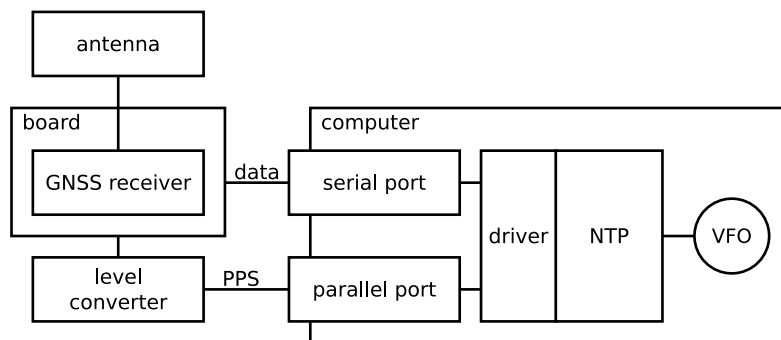 antenna
board
computer
GNSS receiver
data
serial port
driver
NTP
VFO
level
converter
PPS
parallel port